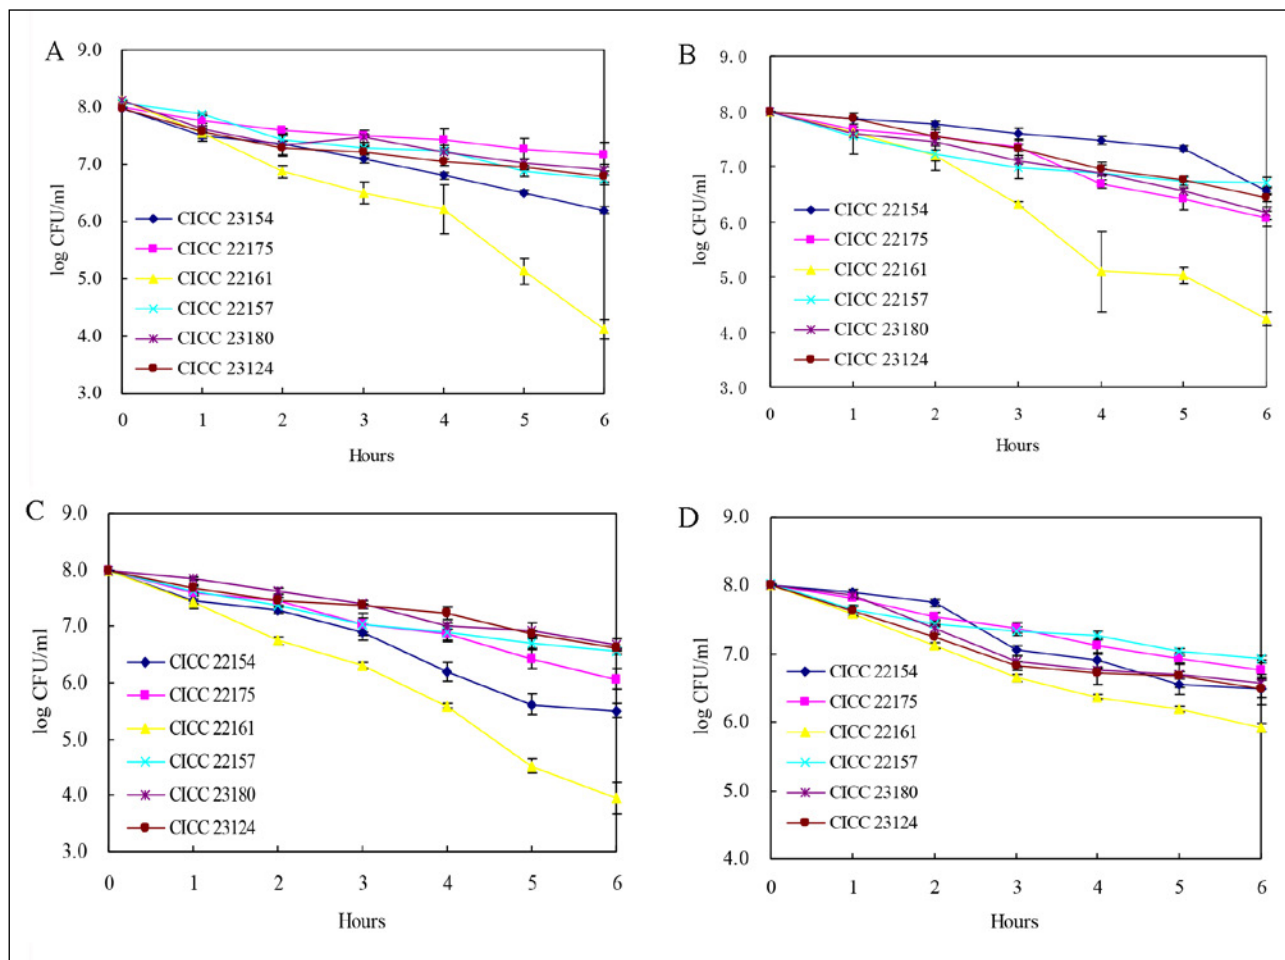 A
9.0
8.0
7.0
6.0
5.0
4.0
3.0
log CFU/ml
CICC 23154
CICC 22175
CICC 22161
CICC 22157
CICC 23180
CICC 23124
0 1 2 3 4 5 6
Hours
B
9.0
8.0
7.0
6.0
5.0
4.0
3.0
log CFU/ml
CICC 22154
CICC 22175
CICC 22161
CICC 22157
CICC 23180
CICC 23124
0 1 2 3 4 5 6
Hours
C
9.0
8.0
7.0
6.0
5.0
4.0
3.0
log CFU/ml
CICC 22154
CICC 22175
CICC 22161
CICC 22157
CICC 23180
CICC 23124
0 1 2 3 4 5 6
Hours
D
9.0
8.0
7.0
6.0
5.0
4.0
log CFU/ml
CICC 22154
CICC 22175
CICC 22161
CICC 22157
CICC 23180
CICC 23124
0 1 2 3 4 5 6
Hours